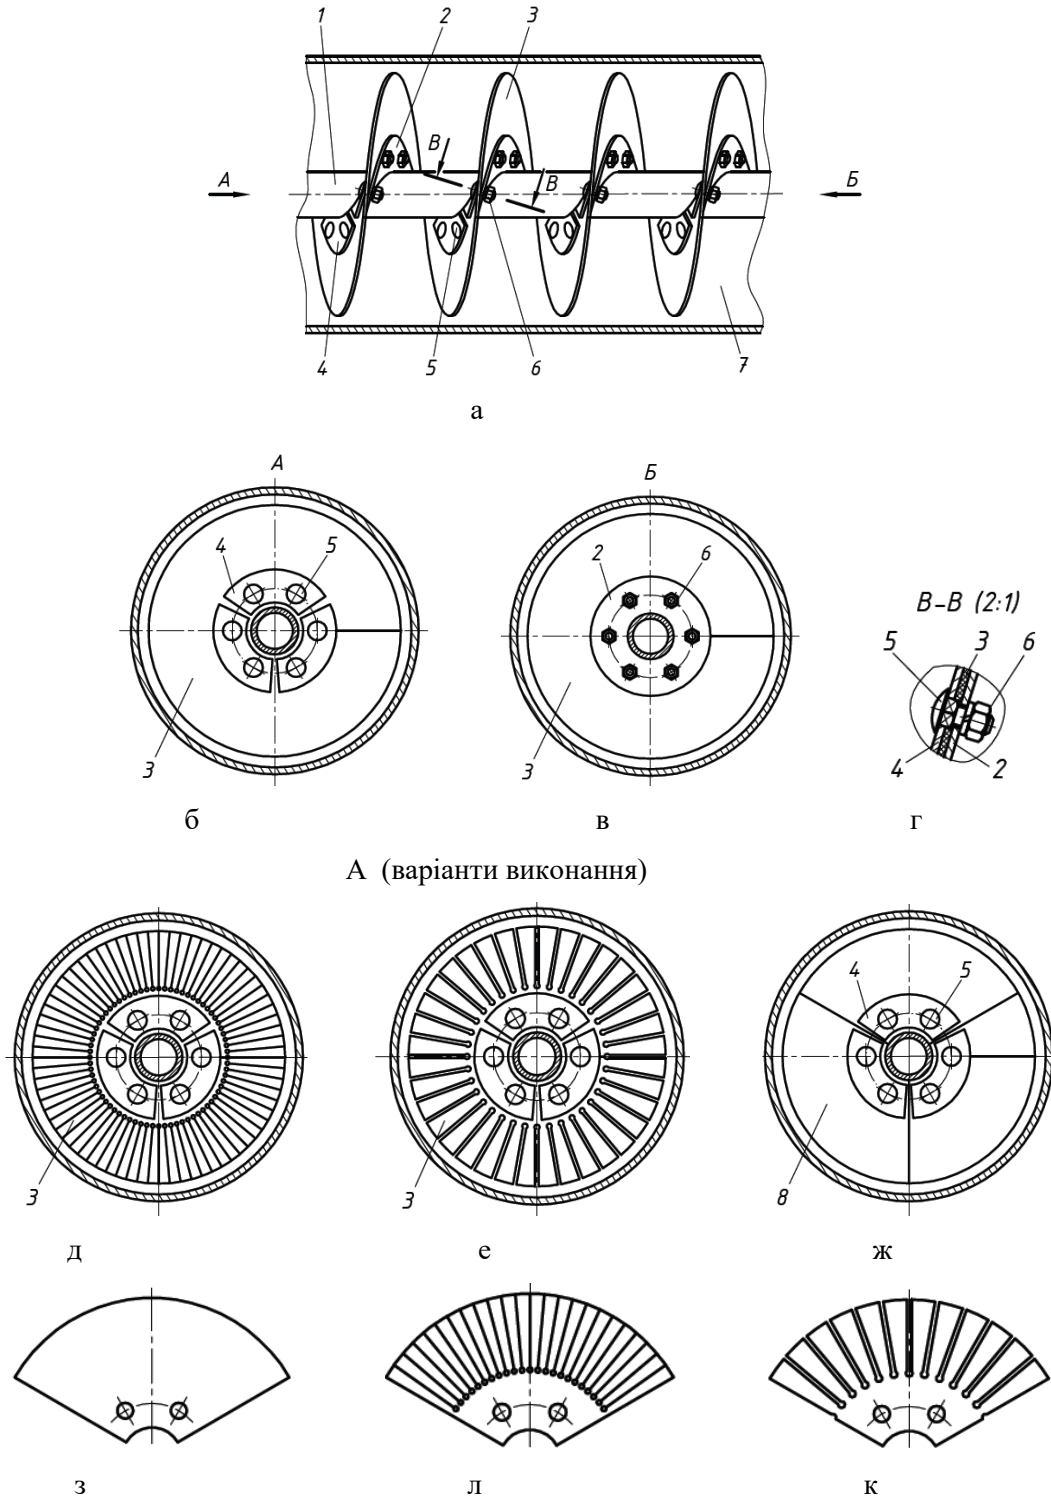 1 2 3
В
А В Б
4 5 6 7
а
А Б
4 5 2 6
В-В (2:1)
5 3 6
3 3 4 2
б в г
А (варіанти виконання)
4 5
3 3 8
д е ж
з л к